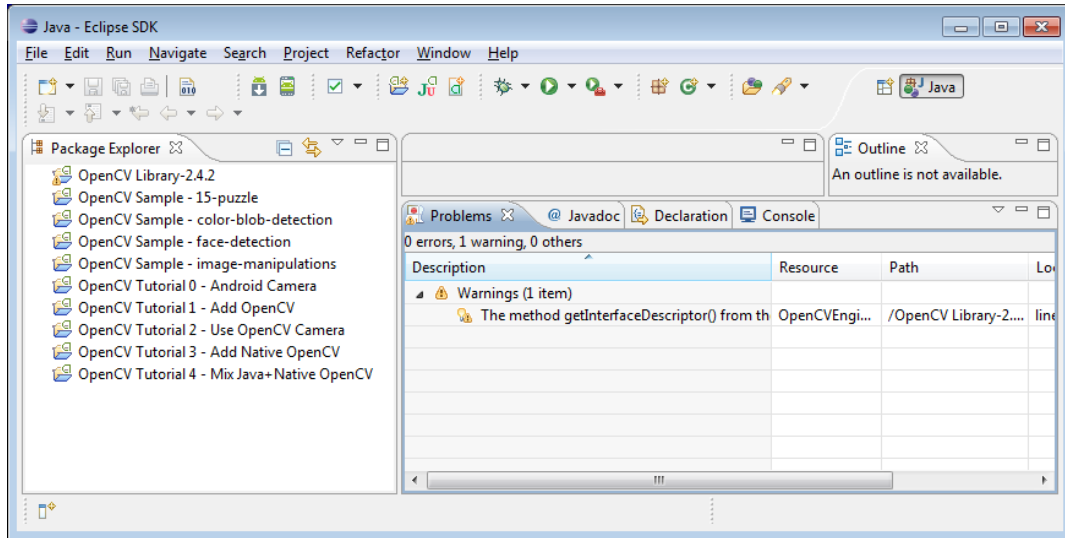 Java - Eclipse SDK
File Edit Run Navigate Search Project Refactor Window Help
Java
Package Explorer
OpenCV Library-2.4.2
OpenCV Sample - 15-puzzle
OpenCV Sample - color-blob-detection
OpenCV Sample - face-detection
OpenCV Sample - image-manipulations
OpenCV Tutorial 0 - Android Camera
OpenCV Tutorial 1 - Add OpenCV
OpenCV Tutorial 2 - Use OpenCV Camera
OpenCV Tutorial 3 - Add Native OpenCV
OpenCV Tutorial 4 - Mix Java+Native OpenCV
Outline
An outline is not available.
Problems @ Javadoc Declaration Console
0 errors, 1 warning, 0 others
Description Resource Path
Warnings (1 item)
The method getInterfaceDescriptor() from th OpenCVEngi... /OpenCV Library-2.... line